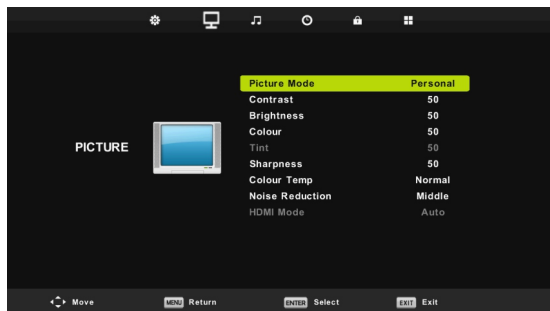 Picture Mode Personal
Contrast 50
Brightness 50
Colour 50
PICTURE
Tint 50
Sharpness 50
Colour Temp Normal
Noise Reduction Middle
HDMI Mode Auto
Move MENU Return ENTER Select EXIT Exit